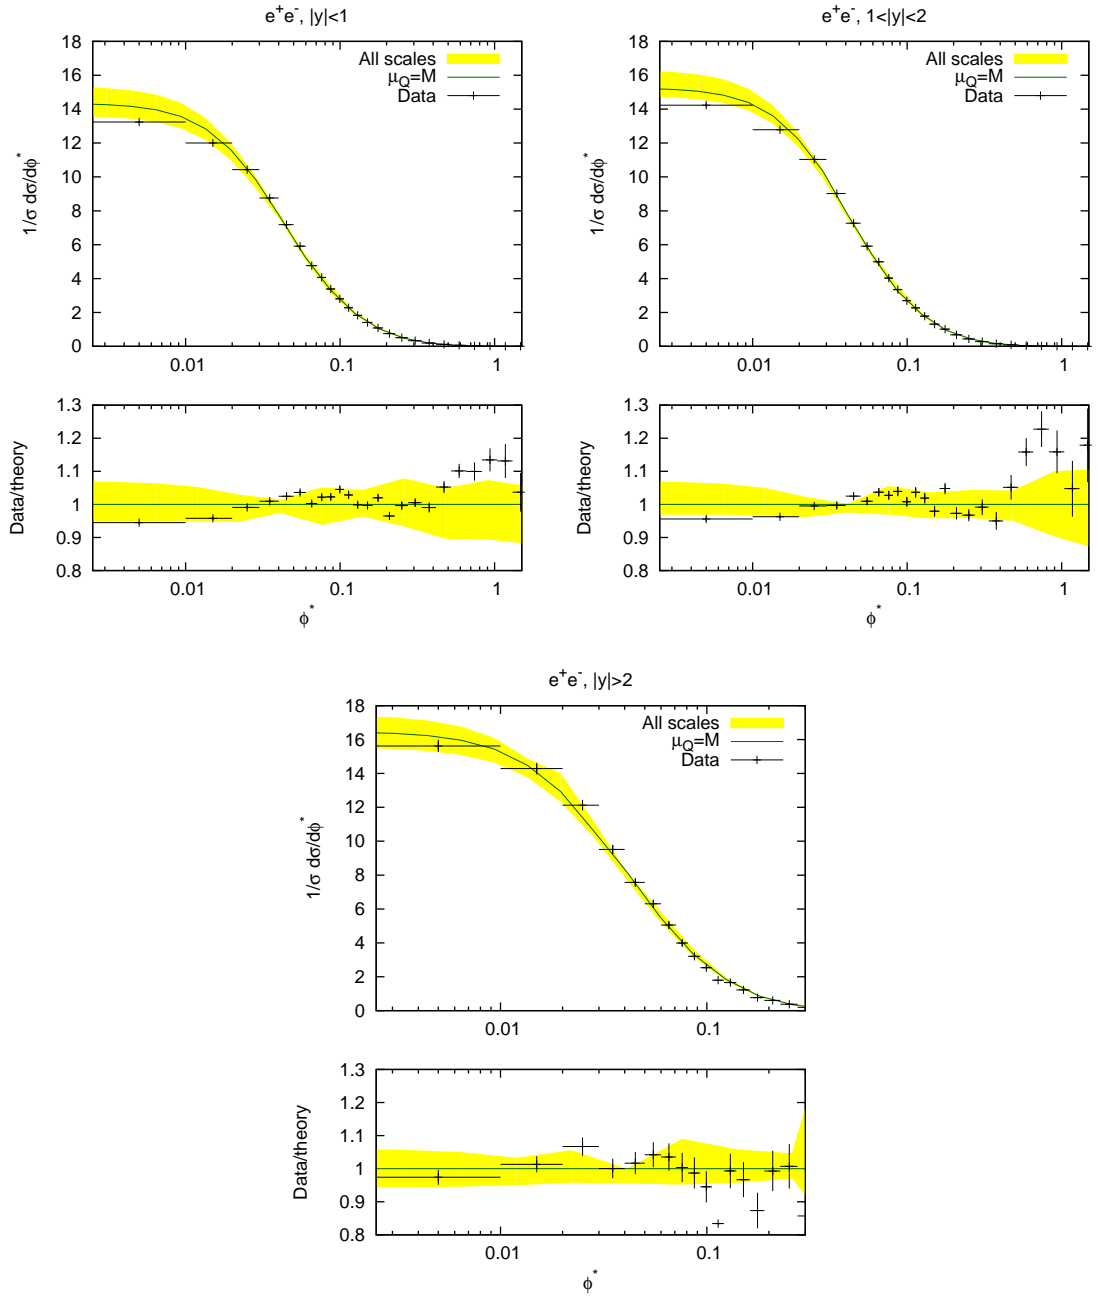 e+e-, |y|<1
18
16
14
12
10
8
6
4
2
0
0.01 0.1 1
1/σ dσ/dϕ*
All scales
μQ=M
Data
1.3
1.2
1.1
1
0.9
0.8
0.01 0.1 1
Data/theory
ϕ*
e+e-, 1<|y|<2
18
16
14
12
10
8
6
4
2
0
0.01 0.1 1
1/σ dσ/dϕ*
All scales
μQ=M
Data
1.3
1.2
1.1
1
0.9
0.8
0.01 0.1 1
Data/theory
ϕ*
e+e-, |y|>2
18
16
14
12
10
8
6
4
2
0
0.01 0.1
1/σ dσ/dϕ*
All scales
μQ=M
Data
1.3
1.2
1.1
1
0.9
0.8
0.01 0.1
Data/theory
ϕ*